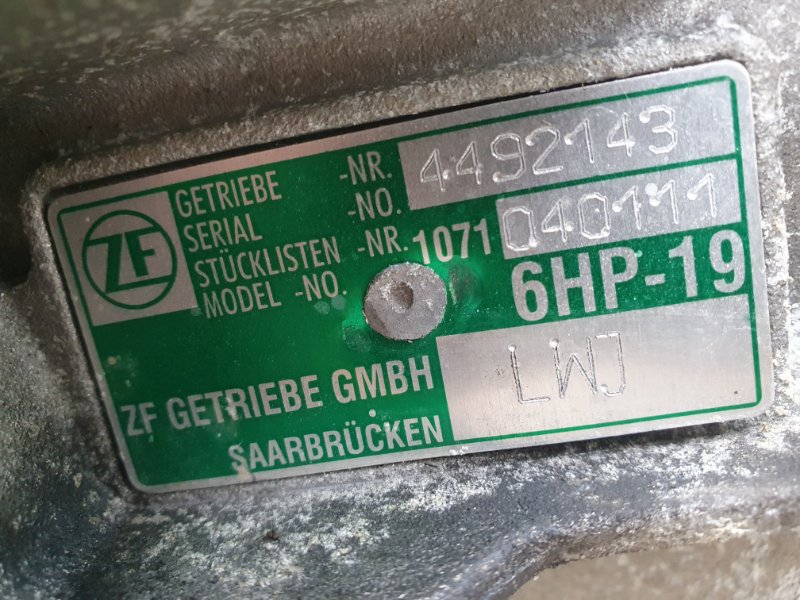 ZF
GETRIEBE -NR. 4492143
SERIAL -NO.
STÜCKLISTEN -NR. 1071 040111
MODEL -NO.
6HP-19
ZF GETRIEBE GMBH
SAARBRÜCKEN
LWJ